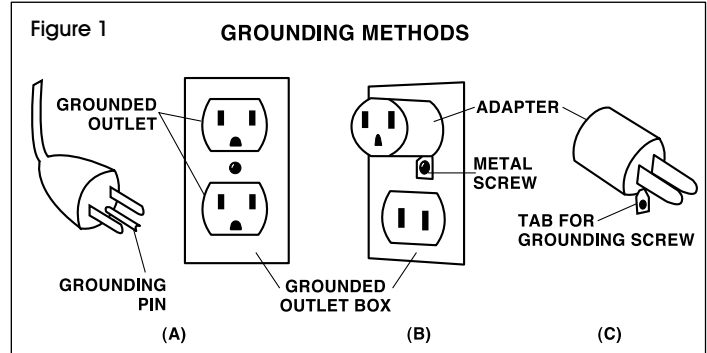 Figure 1
GROUNDING METHODS
GROUNDED
OUTLET
ADAPTER
METAL
SCREW
TAB FOR
GROUNDING SCREW
GROUNDING
PIN
GROUNDED
OUTLET BOX
(A)
(B)
(C)